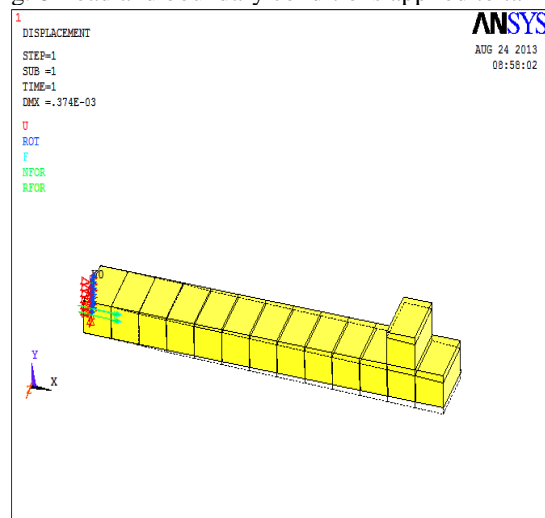 1
DISPLACEMENT
STEP=1
SUB =1
TIME=1
DMX =.374E-03
U
ROT
F
NFOR
RFOR
ANSYS
AUG 24 2013
08:58:02
Y
X